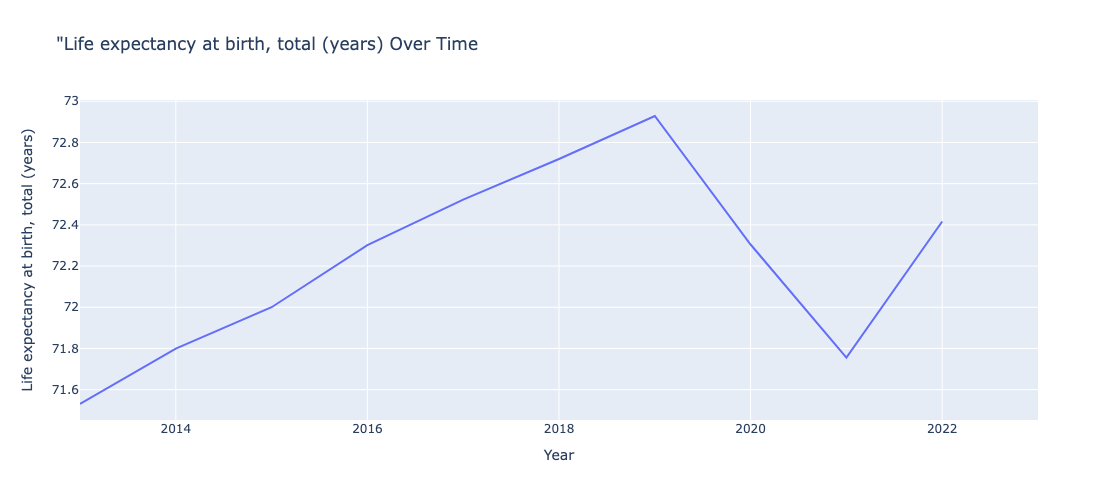 "Life expectancy at birth, total (years) Over Time
Life expectancy at birth, total (years)
73
72.8
72.6
72.4
72.2
72
71.8
71.6
2014 2016 2018 2020 2022
Year